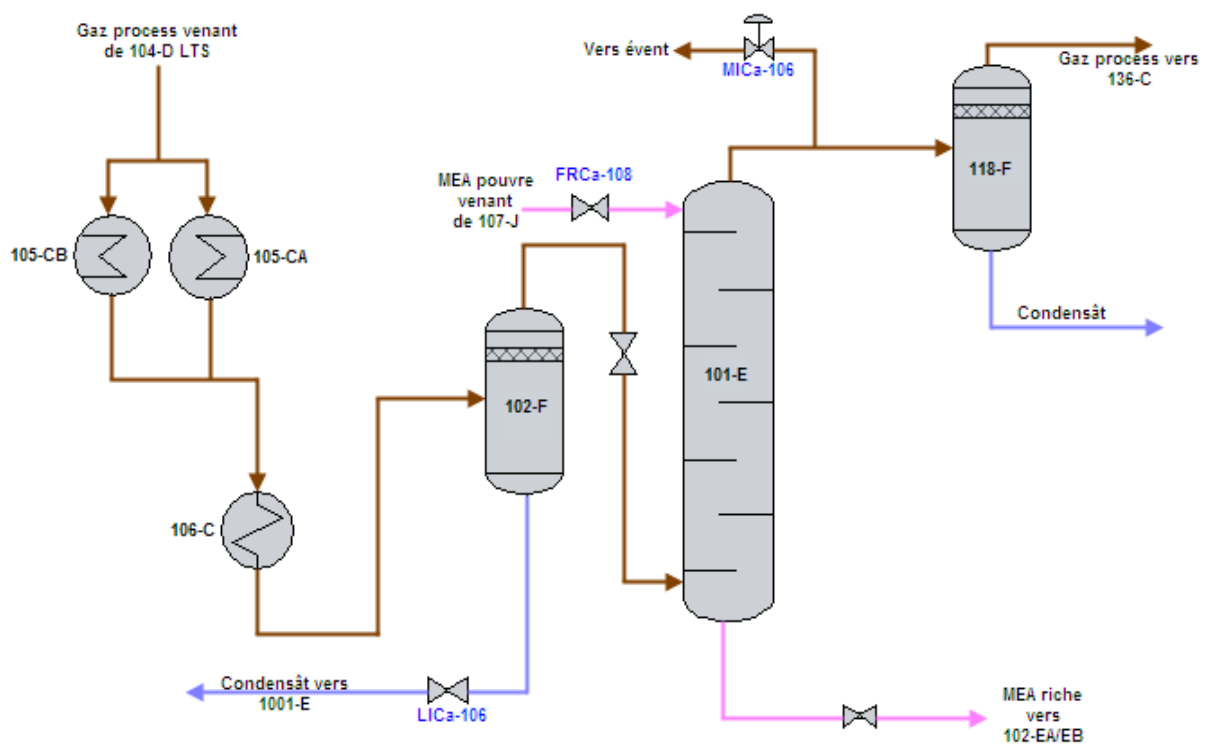 Gaz process venant
de 104-D LTS
Vers évent
MICa-106
Gaz process vers
136-C
118-F
MEA pouvre
venant
de 107-J
FRCa-108
105-CB
105-CA
Condensât
101-E
102-F
106-C
Condensât vers
1001-E
LICa-106
MEA riche
vers
102-EA/EB